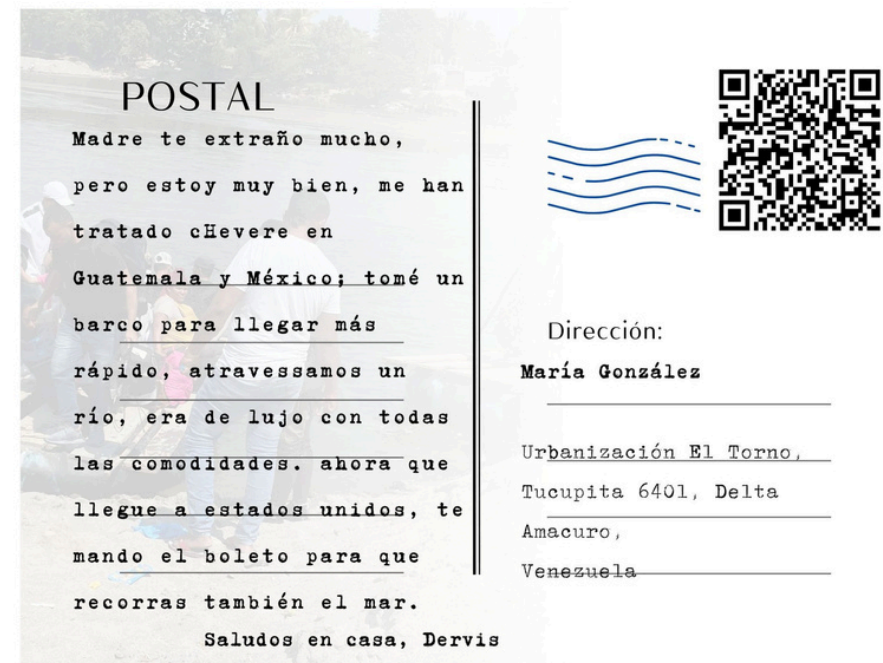 POSTAL
Madre te extraño mucho,
pero estoy muy bien, me han
tratado cHevere en
Guatemala y México; tomé un
barco para llegar más
rápido, atravessamos un
río, era de lujo con todas
las comodidades. ahora que
llegue a estados unidos, te
mando el boleto para que
recorras también el mar.
Saludos en casa, Dervis
Dirección:
María González
Urbanización El Torno,
Tucupita 6401, Delta
Amacuro,
Venezuela